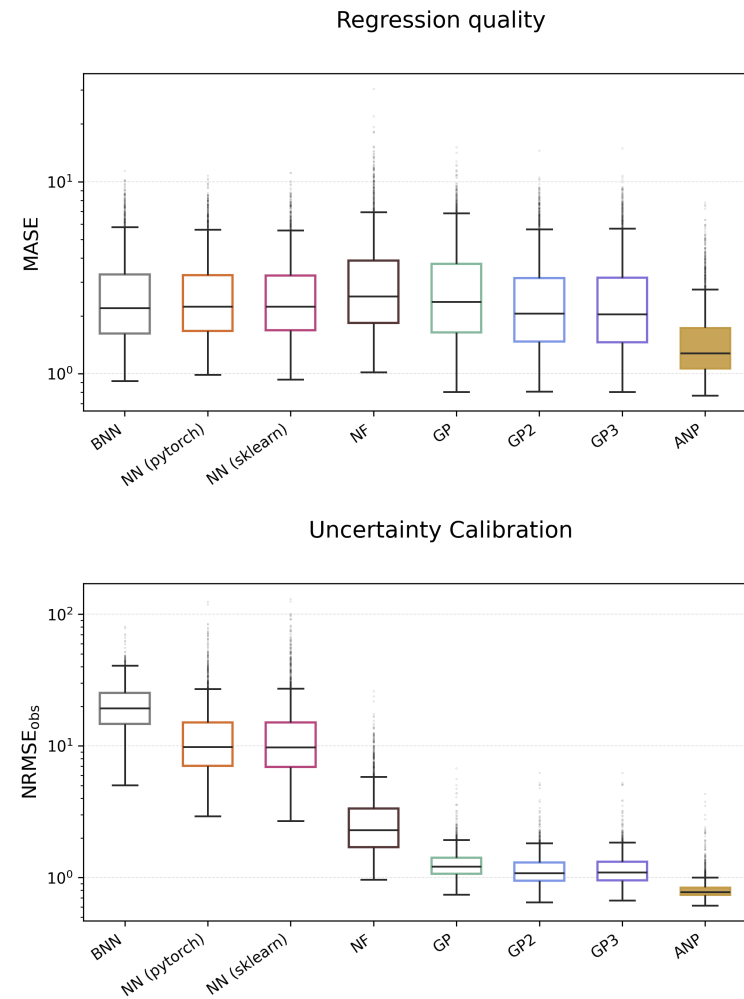 Regression quality
MASE
10¹
10⁰
BNN
NN (pytorch)
NN (sklearn)
NF
GP
GP2
GP3
ANP
Uncertainty Calibration
NRMSE_obs
10²
10¹
10⁰
BNN
NN (pytorch)
NN (sklearn)
NF
GP
GP2
GP3
ANP